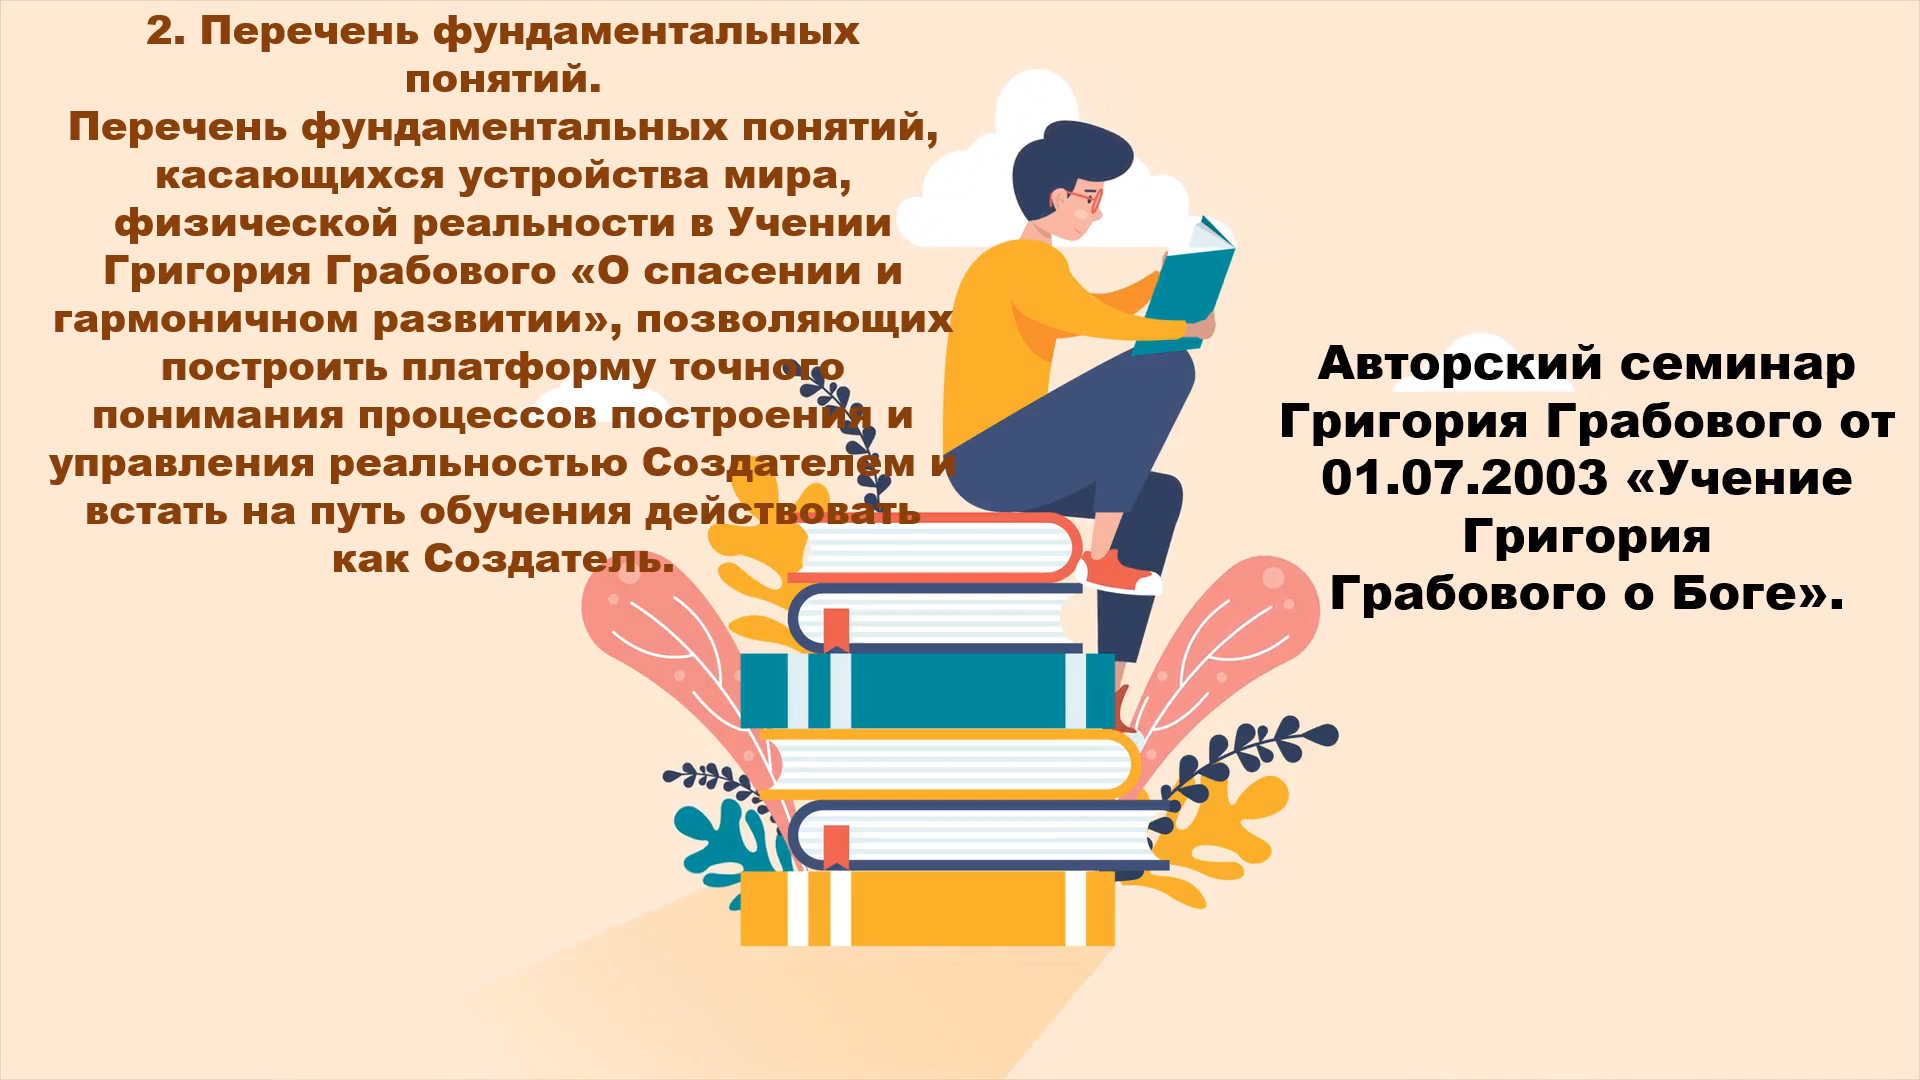 2. Перечень фундаментальных
понятий.
Перечень фундаментальных понятий,
касающихся устройства мира,
физической реальности в Учении
Григория Грабового «О спасении и
гармоничном развитии», позволяющих
построить платформу точного
понимания процессов построения и
управления реальностью Создателем и
встать на путь обучения действовать
как Создатель.
Авторский семинар
Григория Грабового от
01.07.2003 «Учение
Григория
Грабового о Боге».